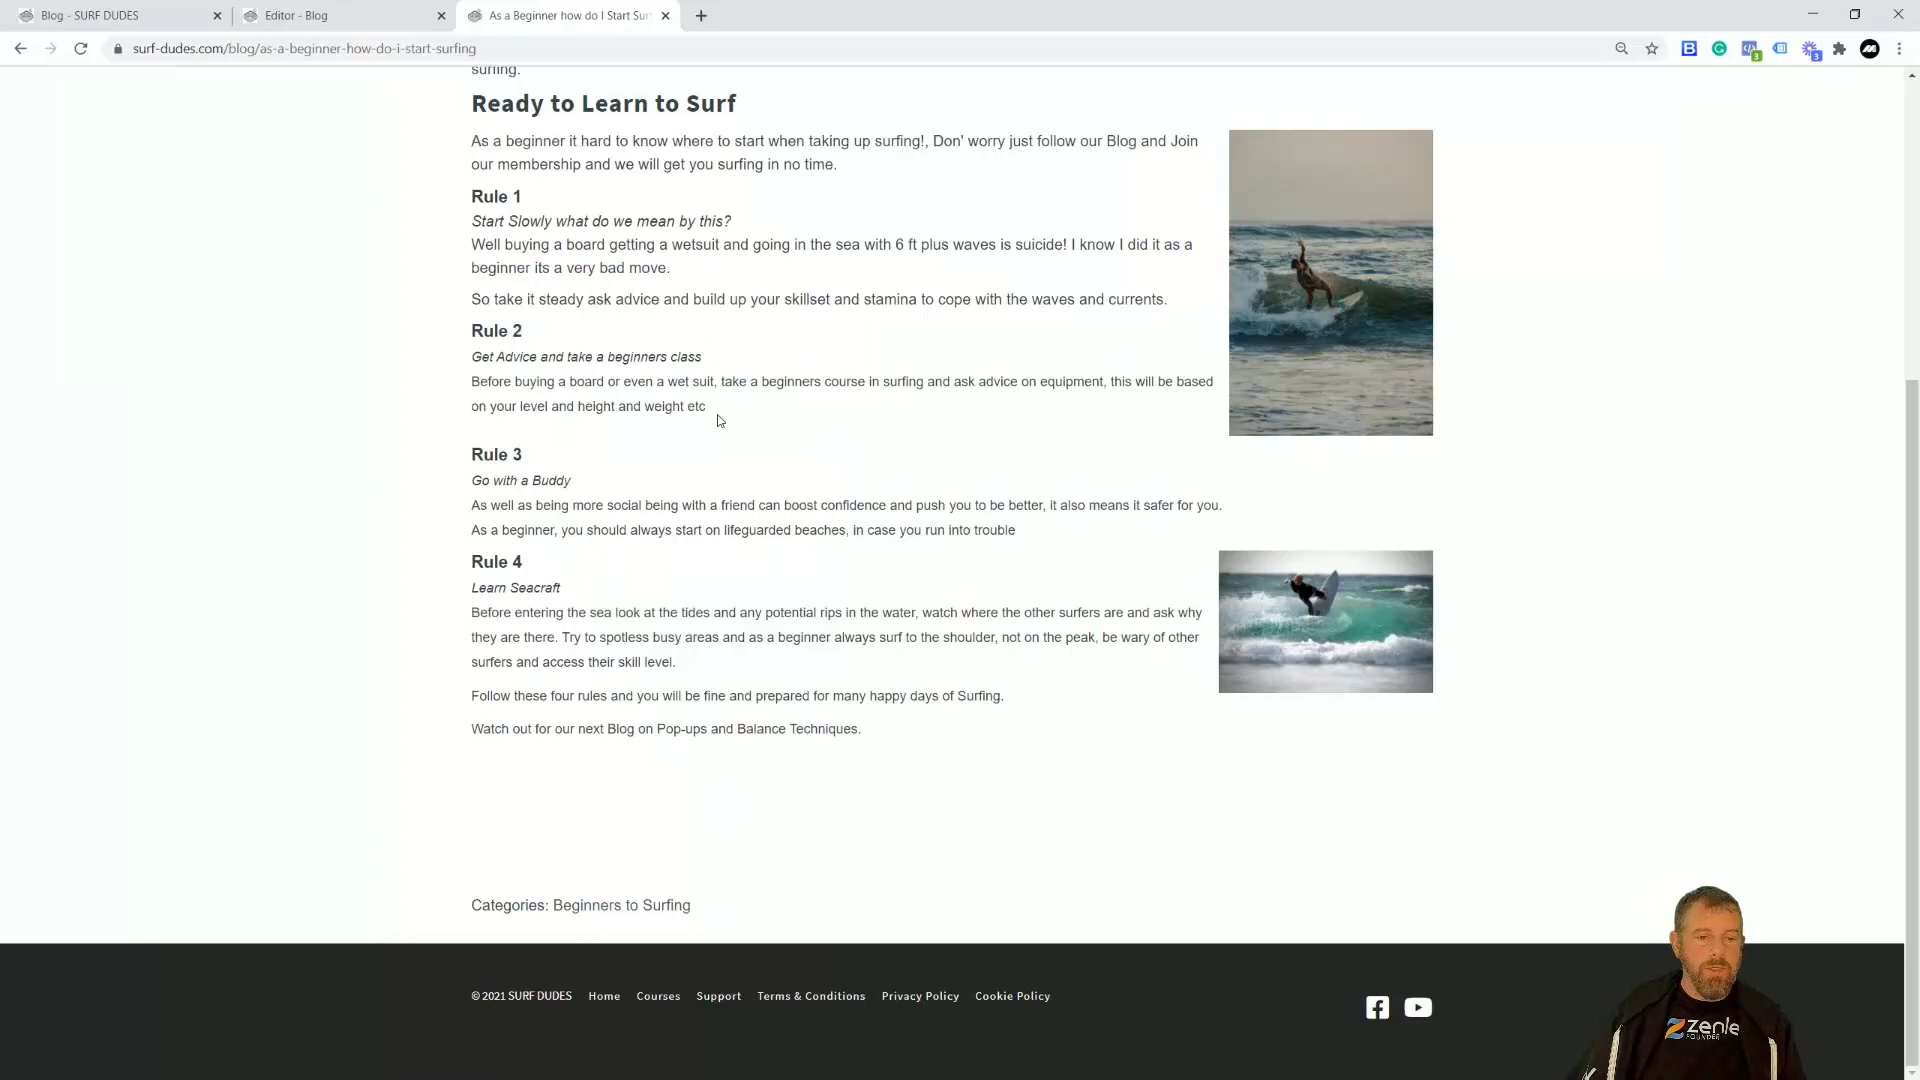 Blog - SURF DUDES
Editor - Blog
As a Beginner how do I Start Sur
surf-dudes.com/blog/as-a-beginner-how-do-i-start-surfing
surfing.
Ready to Learn to Surf
As a beginner it hard to know where to start when taking up surfing!, Don' worry just follow our Blog and Join
our membership and we will get you surfing in no time.
Rule 1
Start Slowly what do we mean by this?
Well buying a board getting a wetsuit and going in the sea with 6 ft plus waves is suicide! I know I did it as a
beginner its a very bad move.
So take it steady ask advice and build up your skillset and stamina to cope with the waves and currents.
Rule 2
Get Advice and take a beginners class
Before buying a board or even a wet suit, take a beginners course in surfing and ask advice on equipment, this will be based
on your level and height and weight etc
Rule 3
Go with a Buddy
As well as being more social being with a friend can boost confidence and push you to be better, it also means it safer for you.
As a beginner, you should always start on lifeguarded beaches, in case you run into trouble
Rule 4
Learn Seacraft
Before entering the sea look at the tides and any potential rips in the water, watch where the other surfers are and ask why
they are there. Try to spotless busy areas and as a beginner always surf to the shoulder, not on the peak, be wary of other
surfers and access their skill level.
Follow these four rules and you will be fine and prepared for many happy days of Surfing.
Watch out for our next Blog on Pop-ups and Balance Techniques.
Categories: Beginners to Surfing
© 2021 SURF DUDES Home Courses Support Terms & Conditions Privacy Policy Cookie Policy
zenle
FOUNDER